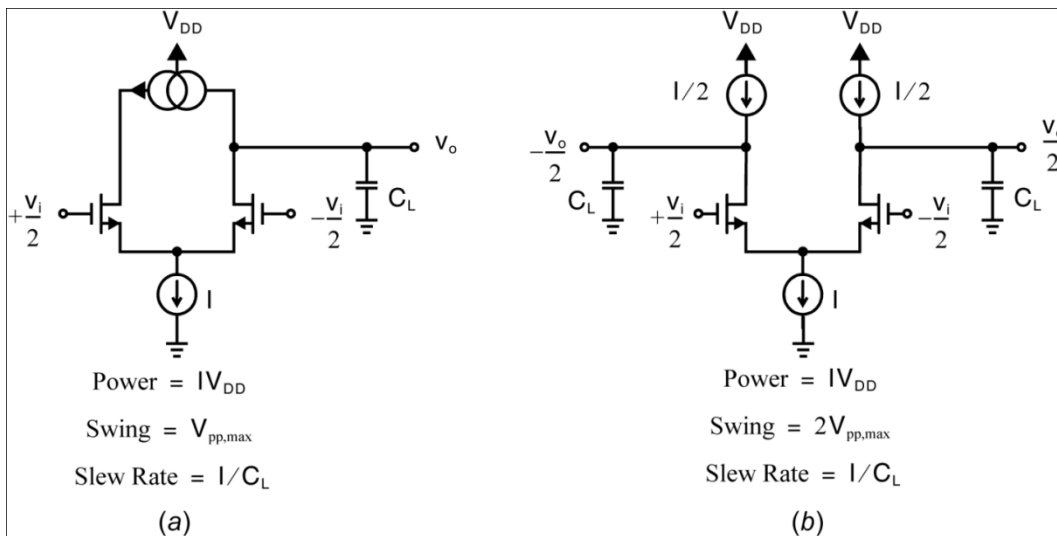 V_DD
v_o
C_L
+v_i/2
-v_i/2
I
Power = IV_DD
Swing = V_pp,max
Slew Rate = I/C_L
(a)
V_DD V_DD
I/2 I/2
-v_o/2
C_L
+v_i/2
-v_i/2
C_L
I
Power = IV_DD
Swing = 2V_pp,max
Slew Rate = I/C_L
(b)